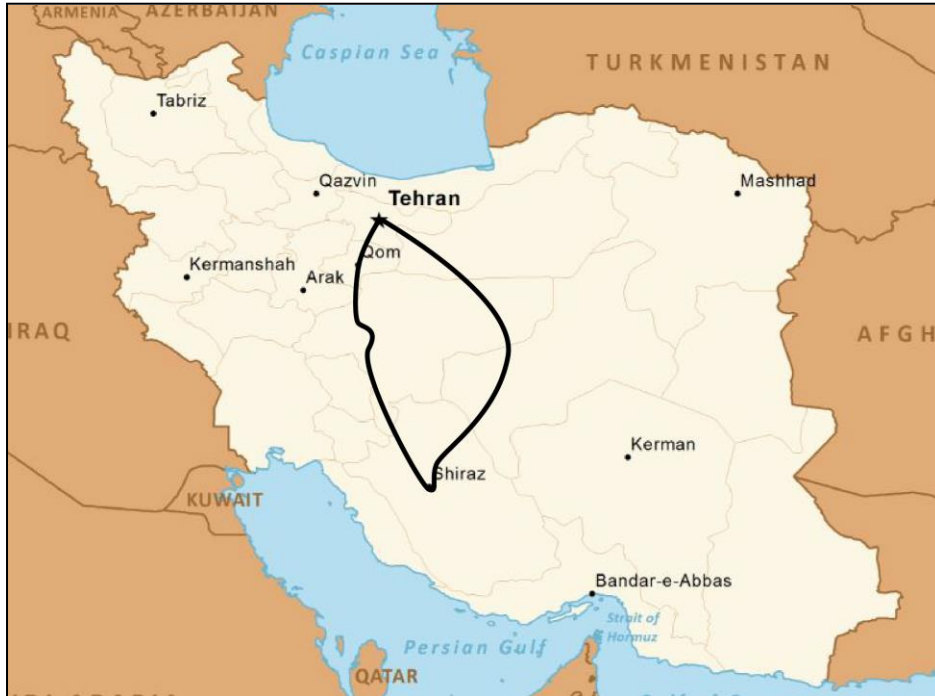 ARMENIA
AZERBAIJAN
Caspian Sea
TURKMENISTAN
Tabriz
Qazvin
Mashhad
Tehran
Qom
Kermanshah
Arak
IRAQ
AFGH
Kerman
Shiraz
KUWAIT
Bandar-e-Abbas
Strait of
Hormuz
Persian Gulf
QATAR